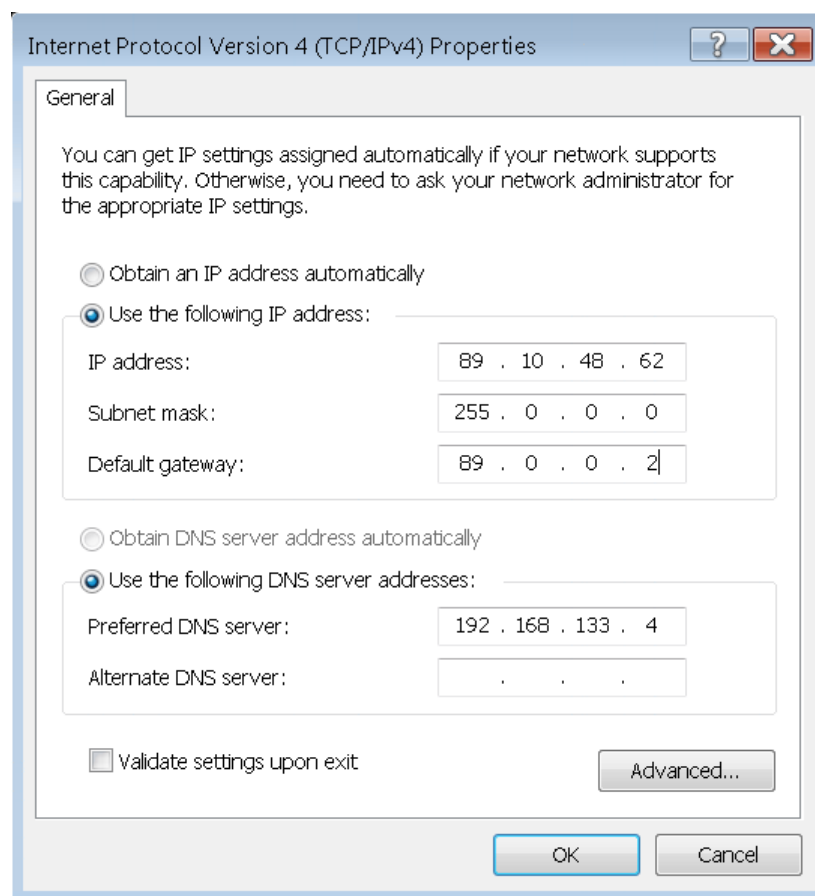 Internet Protocol Version 4 (TCP/IPv4) Properties
?
General
You can get IP settings assigned automatically if your network supports
this capability. Otherwise, you need to ask your network administrator for
the appropriate IP settings.
Obtain an IP address automatically
Use the following IP address:
IP address: 89 . 10 . 48 . 62
Subnet mask: 255 . 0 . 0 . 0
Default gateway: 89 . 0 . 0 . 2
Obtain DNS server address automatically
Use the following DNS server addresses:
Preferred DNS server: 192 . 168 . 133 . 4
Alternate DNS server: . . .
Validate settings upon exit
Advanced...
OK Cancel